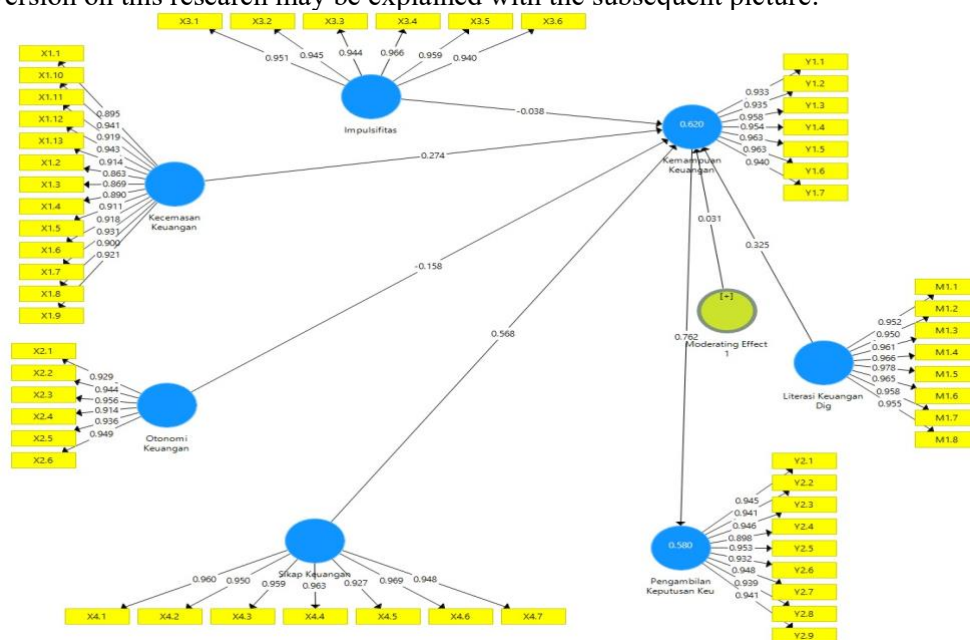 ersion on this research may be explained with the subsequent picture.
X3.1 X3.2 X3.3 X3.4 X3.5 X3.6
0.951 0.945 0.944 0.966 0.959 0.940
Impulsifitas
X1.1
X1.10
X1.11
X1.12
X1.13
X1.2
X1.3
X1.4
X1.5
X1.6
X1.7
X1.8
X1.9
0.895
0.941
0.919
0.943
0.914
0.863
0.869
0.890
0.911
0.918
0.931
0.900
0.921
Kecemasan
Keuangan
-0.038
0.274
-0.158
0.568
0.620
Kemampuan
Keuangan
0.933
0.935
0.958
0.954
0.963
0.963
0.940
Y1.1
Y1.2
Y1.3
Y1.4
Y1.5
Y1.6
Y1.7
0.031
0.325
0.762
[+]
Moderating Effect
1
Literasi Keuangan
Dig
0.952
0.950
0.961
0.966
0.978
0.965
0.958
0.955
M1.1
M1.2
M1.3
M1.4
M1.5
M1.6
M1.7
M1.8
X2.1
X2.2
X2.3
X2.4
X2.5
X2.6
0.929
0.944
0.956
0.914
0.936
0.949
Otonomi
Keuangan
Sikap Keuangan
0.960 0.950 0.959 0.963 0.927 0.969 0.948
X4.1 X4.2 X4.3 X4.4 X4.5 X4.6 X4.7
0.580
Pengambilan
Keputusan Keu
0.945
0.941
0.946
0.898
0.953
0.932
0.948
0.939
0.941
Y2.1
Y2.2
Y2.3
Y2.4
Y2.5
Y2.6
Y2.7
Y2.8
Y2.9